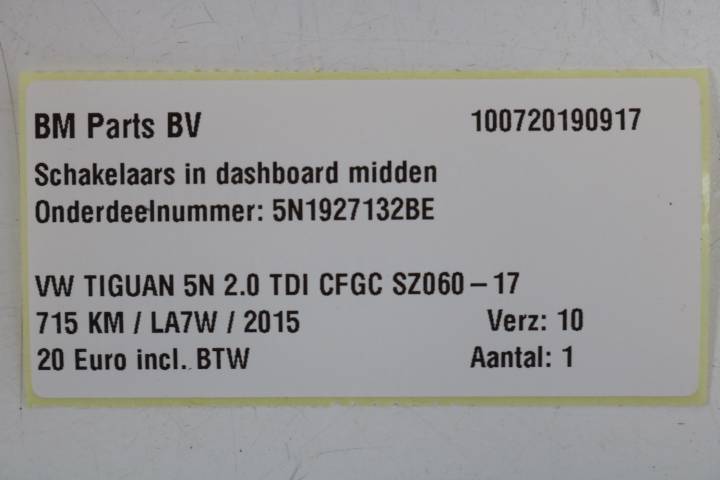 BM Parts BV 100720190917
Schakelaars in dashboard midden
Onderdeelnummer: 5N1927132BE
VW TIGUAN 5N 2.0 TDI CFGC SZ060 – 17
715 KM / LA7W / 2015 Verz: 10
20 Euro incl. BTW Aantal: 1